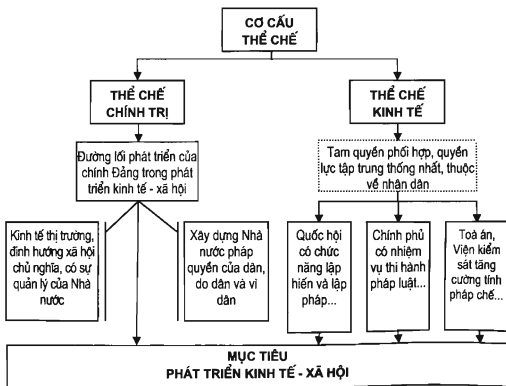 CƠ CẤU
THỂ CHẾ
THỂ CHẾ
CHÍNH TRỊ
THỂ CHẾ
KINH TẾ
Đường lối phát triển của
chính Đảng trong phát
triển kinh tế - xã hội
Tam quyền phối hợp, quyền
lực tập trung thống nhất, thuộc
về nhân dân
Kinh tế thị trường,
định hướng xã hội
chủ nghĩa, có sự
quản lý của Nhà
nước
Xây dựng Nhà
nước pháp
quyền của dân,
do dân và vì
dân
Quốc hội
có chức
năng lập
hiến và lập
pháp...
Chính phủ
có nhiệm
vụ thi hành
pháp luật...
Toà án,
Viện kiểm
sát tăng
cường tính
pháp chế...
MỤC TIÊU
PHÁT TRIỂN KINH TẾ - XÃ HỘI